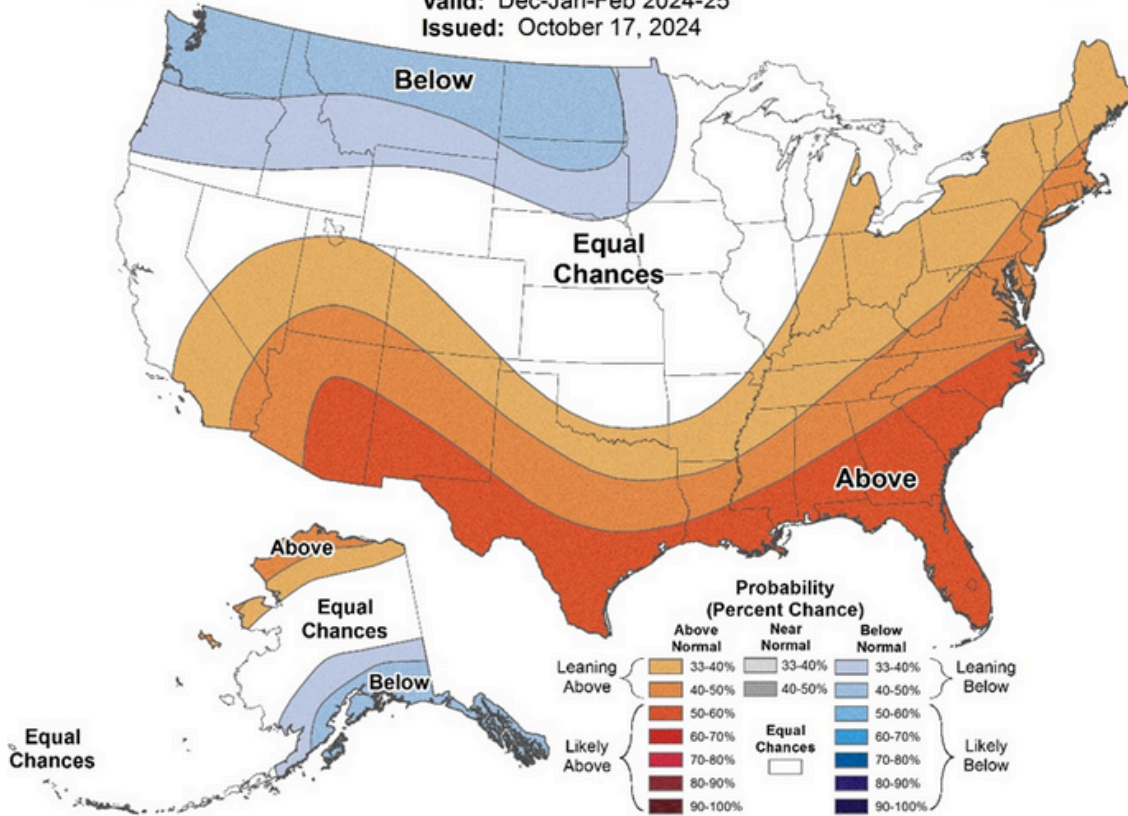 Valid: Dec-Jan-Feb 2024-25
Issued: October 17, 2024
Below
Equal
Chances
Above
Above
Equal
Chances
Below
Equal
Chances
Probability
(Percent Chance)
Above
Normal
Near
Normal
Below
Normal
Leaning
Above
33-40%
33-40%
33-40%
Leaning
Below
40-50%
40-50%
40-50%
Likely
Above
50-60%
Equal
Chances
50-60%
Likely
Below
60-70%
60-70%
70-80%
70-80%
80-90%
80-90%
90-100%
90-100%